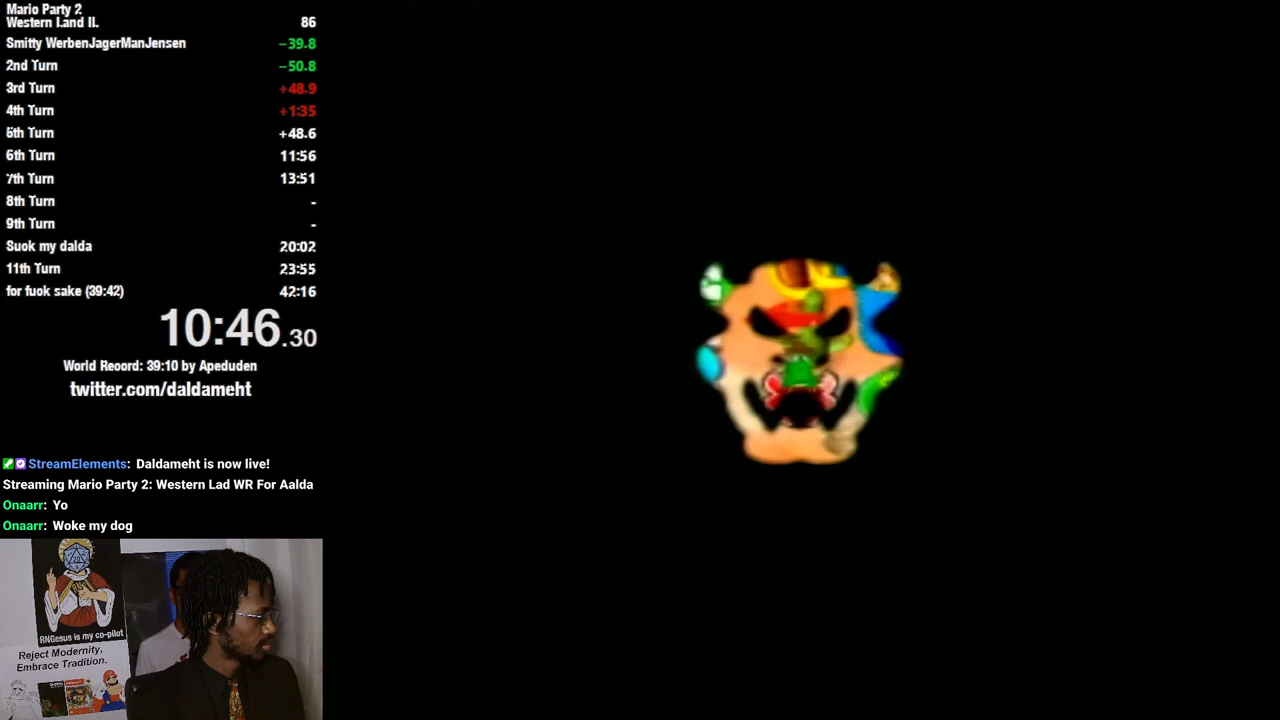 Mario Party 2
Western Land II. 86
Smitty WerbenJagerManJensen -39.8
2nd Turn -50.8
3rd Turn +48.9
4th Turn +1:35
5th Turn +48.6
6th Turn 11:56
7th Turn 13:51
8th Turn -
9th Turn -
Suok my dalda 20:02
11th Turn 23:55
for fuok sake (39:42) 42:16
10:46.30
World Reoord: 39:10 by Apeduden
twitter.com/daldameht
StreamElements: Daldameht is now live!
Streaming Mario Party 2: Western Lad WR For Aalda
Onaarr: Yo
Onaarr: Woke my dog
RNGesus is my co-pilot
Reject Modernity,
Embrace Tradition.